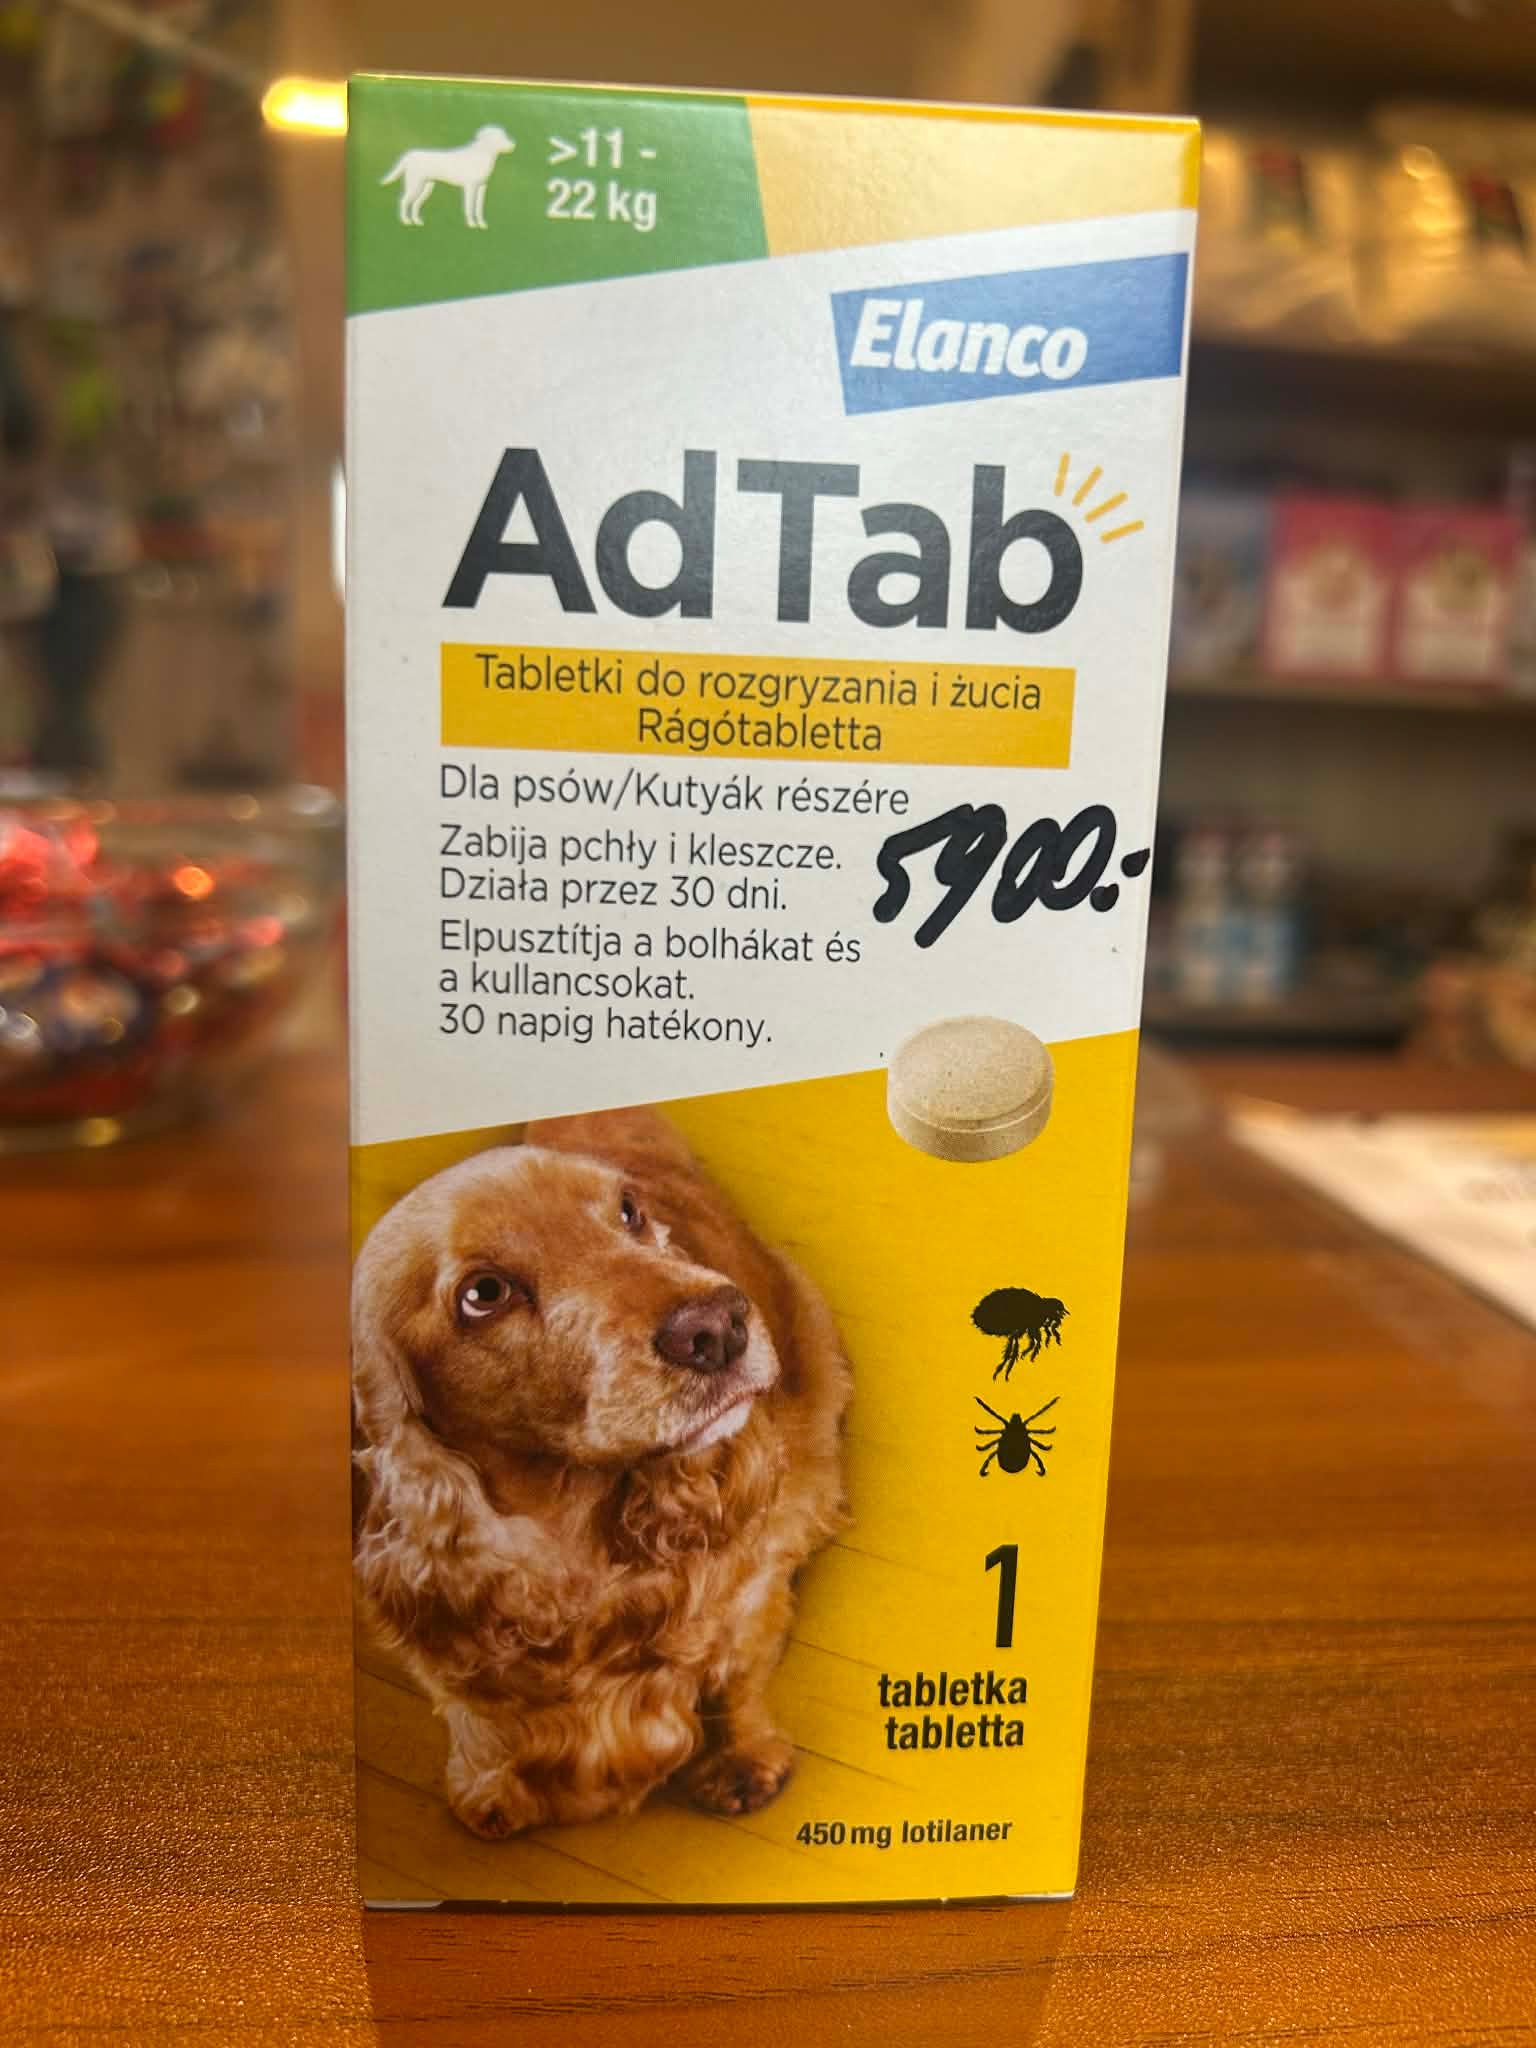 >11 -
22 kg
Elanco
AdTab
Tabletki do rozgryzania i żucia
Rágótabletta
Dla psów/Kutyák részére
Zabija pchły i kleszcze.
Działa przez 30 dni.
5900.-
Elpusztítja a bolhákat és
a kullancsokat.
30 napig hatékony.
1
tabletka
tabletta
450 mg lotilaner